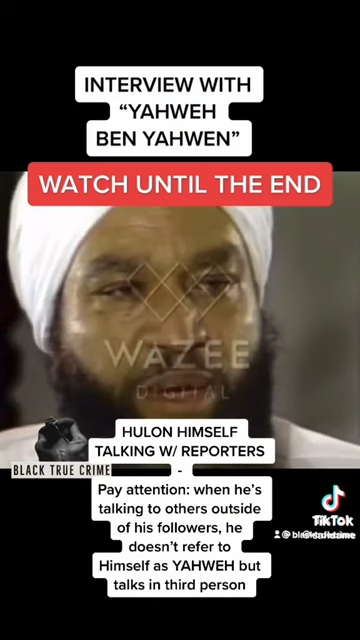 INTERVIEW WITH
“YAHWEH
BEN YAHWEN”
WATCH UNTIL THE END
WAZEE
DIGITAL
HULON HIMSELF
TALKING W/ REPORTERS
-
BLACK TRUE CRIME
Pay attention: when he’s
talking to others outside
of his followers, he
doesn’t refer to
Himself as YAHWEH but
talks in third person
TikTok